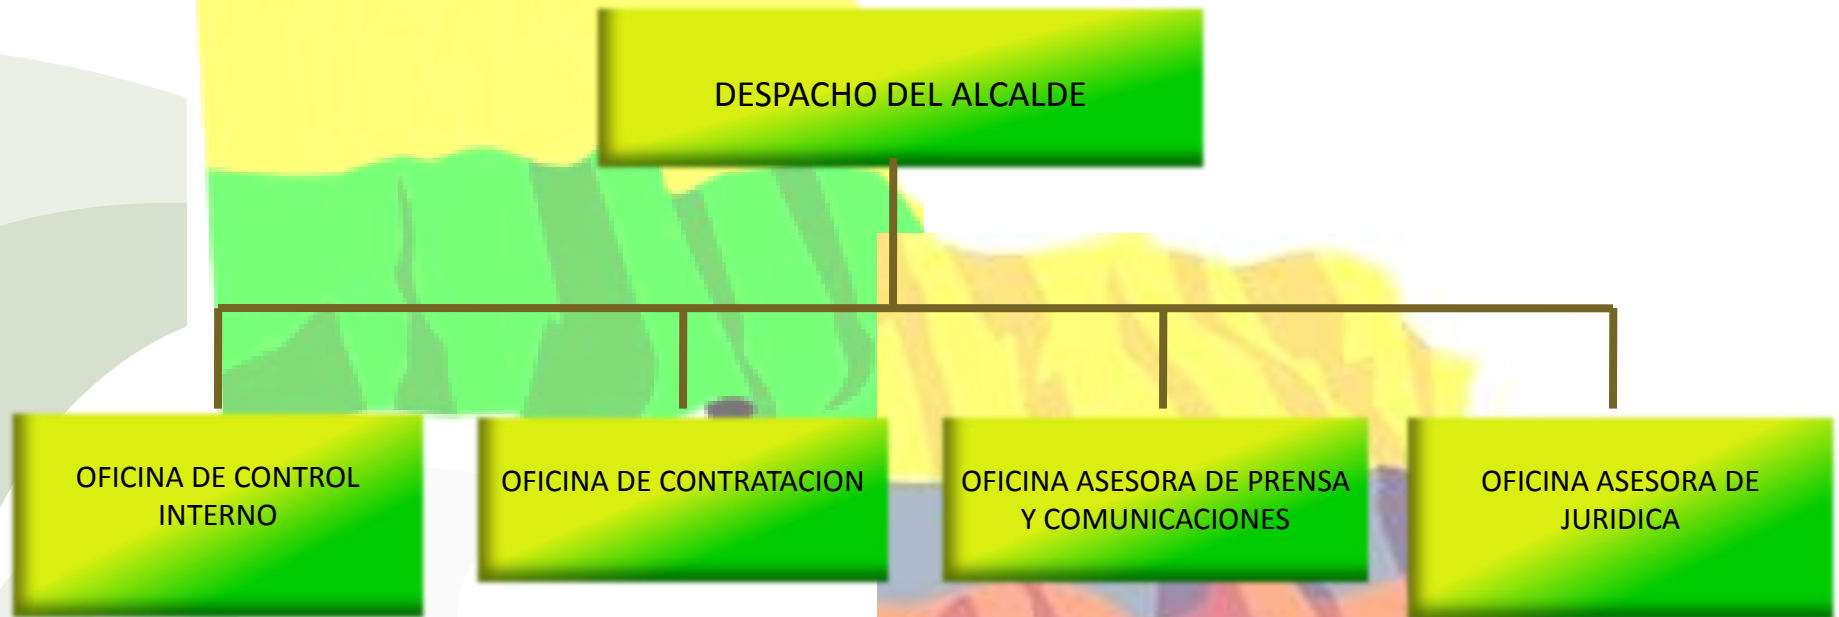 DESPACHO DEL ALCALDE
OFICINA DE CONTROL
INTERNO
OFICINA DE CONTRATACION
OFICINA ASESORA DE PRENSA
Y COMUNICACIONES
OFICINA ASESORA DE
JURIDICA